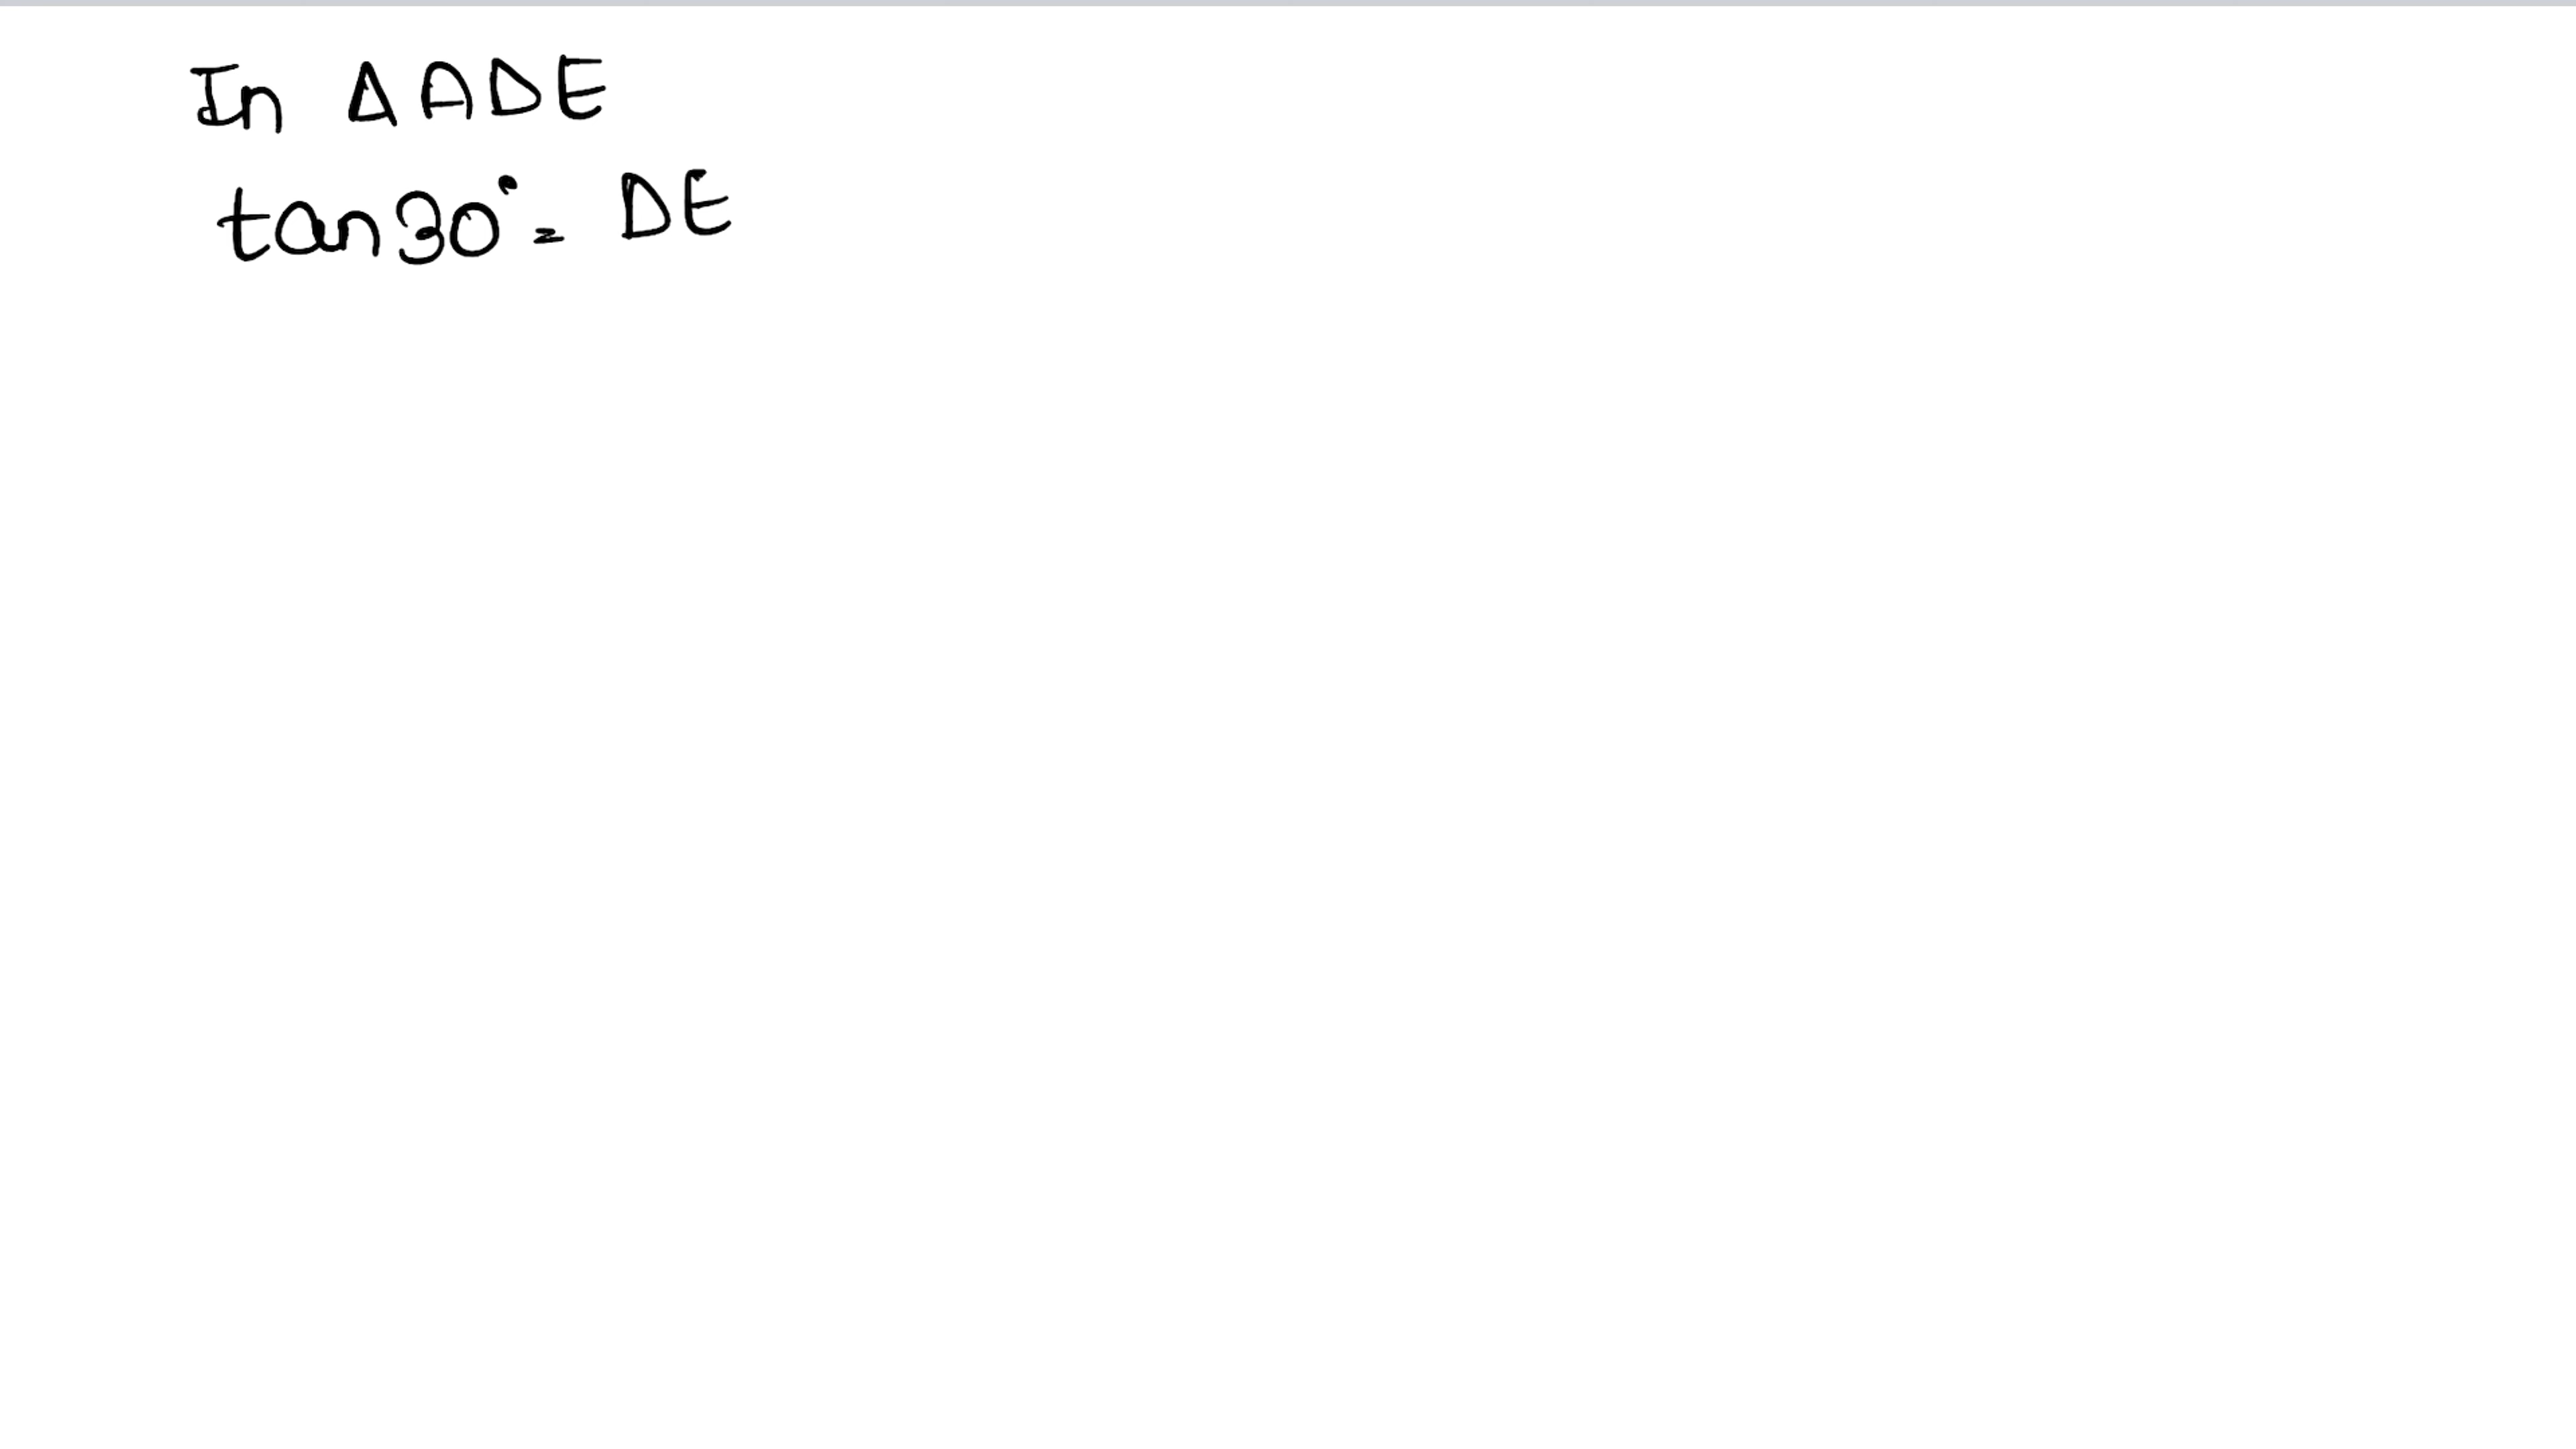 In ΔADE
tan30° = DE